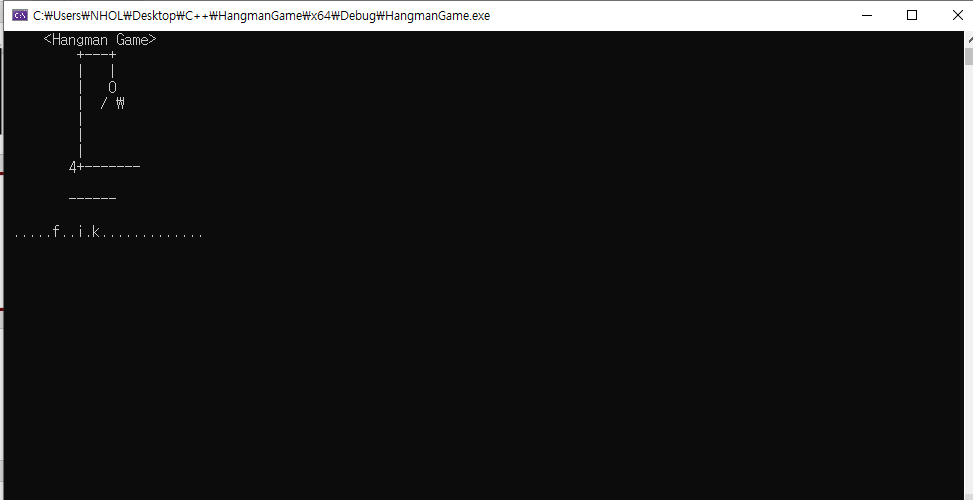 C:₩Users₩NHOL₩Desktop₩C++₩HangmanGame₩x64₩Debug₩HangmanGame.exe
<Hangman Game>
+---+
|   |
|   O
|  / ₩
|
|
|
4+-------
------
.....f..i.k.............